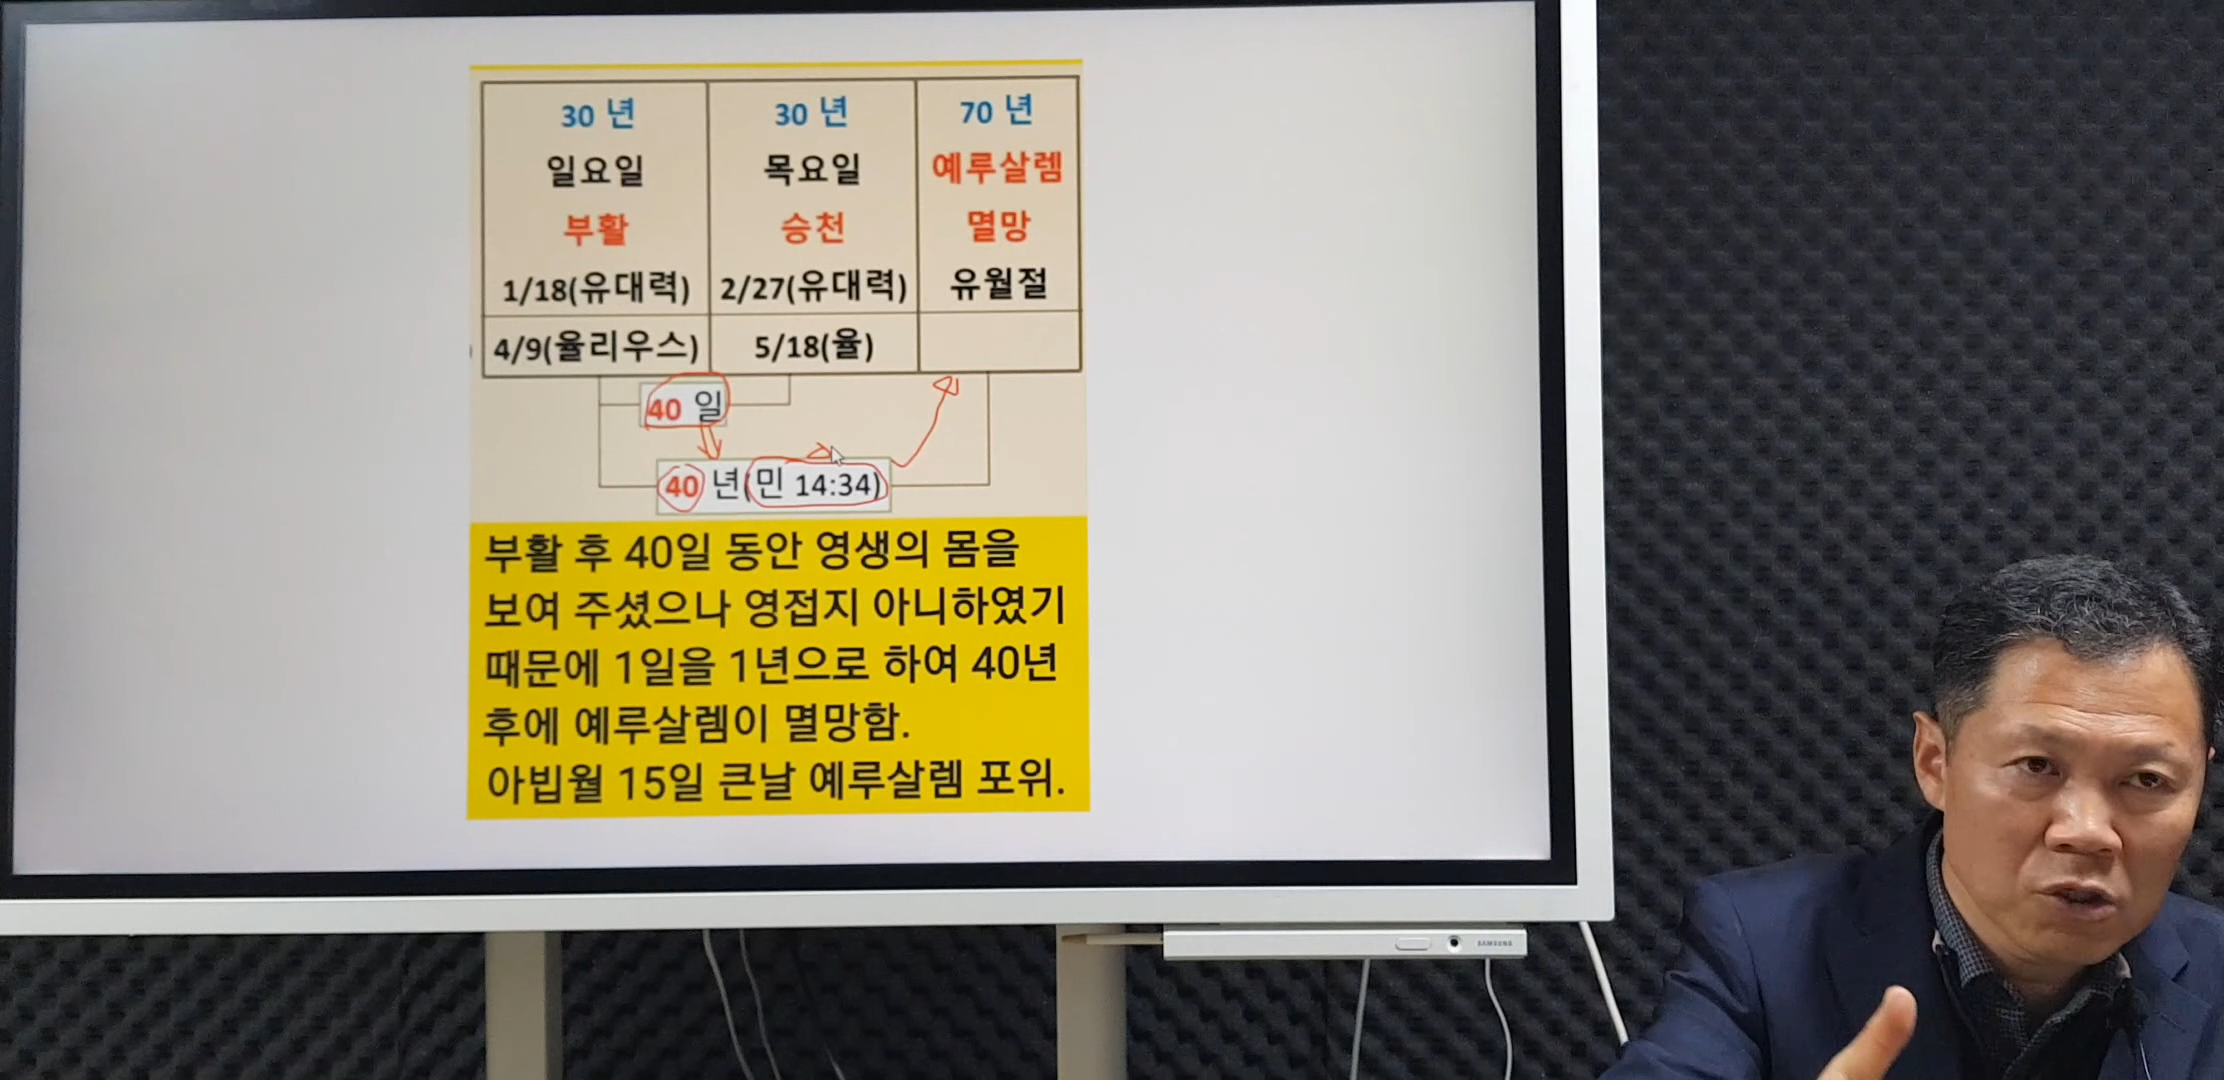 30 년
일요일
부활
1/18(유대력)
4/9(율리우스)
30 년
목요일
승천
2/27(유대력)
5/18(율)
70 년
예루살렘
멸망
유월절
40 일
40 년(민 14:34)
부활 후 40일 동안 영생의 몸을
보여 주셨으나 영접지 아니하였기
때문에 1일을 1년으로 하여 40년
후에 예루살렘이 멸망함.
아빕월 15일 큰날 예루살렘 포위.
SAMSUNG